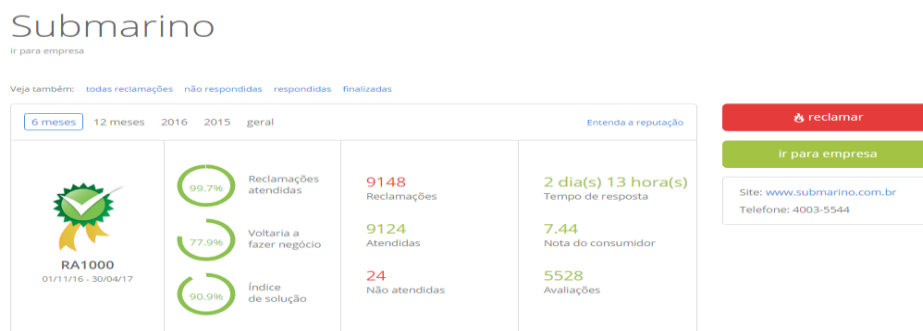 Submarino
ir para empresa
Veja também: todas reclamações não respondidas respondidas finalizadas
6 meses 12 meses 2016 2015 geral Entenda a reputação
RA1000
01/11/16 - 30/04/17
99.7% Reclamações
atendidas
77.9% Voltaria a
fazer negócio
90.9% Índice
de solução
9148
Reclamações
9124
Atendidas
24
Não atendidas
2 dia(s) 13 hora(s)
Tempo de resposta
7.44
Nota do consumidor
5528
Avaliações
reclamar
ir para empresa
Site: www.submarino.com.br
Telefone: 4003-5544